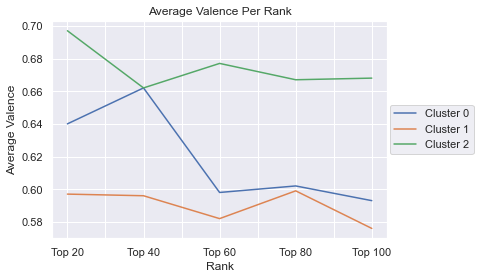 Average Valence Per Rank
0.70
0.68
0.66
0.64
0.62
0.60
0.58
Average Valence
Top 20 Top 40 Top 60 Top 80 Top 100
Rank
Cluster 0
Cluster 1
Cluster 2